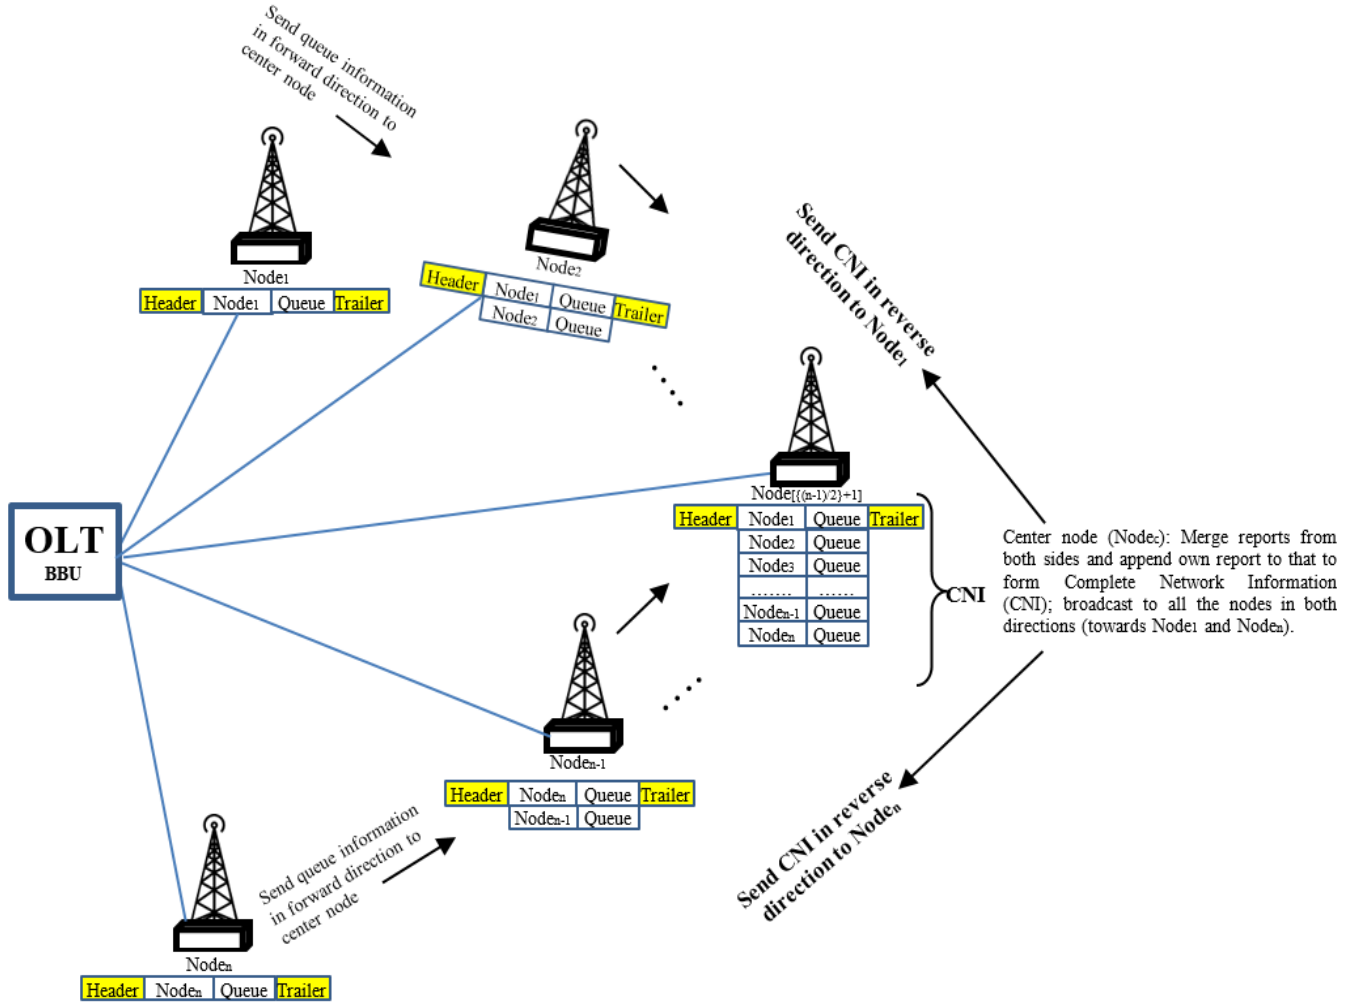 Send queue information
in forward direction to
center node
Node1
Header Node1 Queue Trailer
Node2
Header Node1 Queue Trailer
Node2 Queue
Send CNI in reverse
direction to Node1
Node[{(n-1)/2}+1]
Header Node1 Queue Trailer
Node2 Queue
Node3 Queue
....... ......
Noden-1 Queue
Noden Queue
CNI
Center node (Nodec): Merge reports from
both sides and append own report to that to
form Complete Network Information
(CNI); broadcast to all the nodes in both
directions (towards Node1 and Noden).
OLT
BBU
Noden-1
Header Noden Queue Trailer
Noden-1 Queue
Send queue information
in forward direction to
center node
Send CNI in reverse
direction to Noden
Noden
Header Noden Queue Trailer